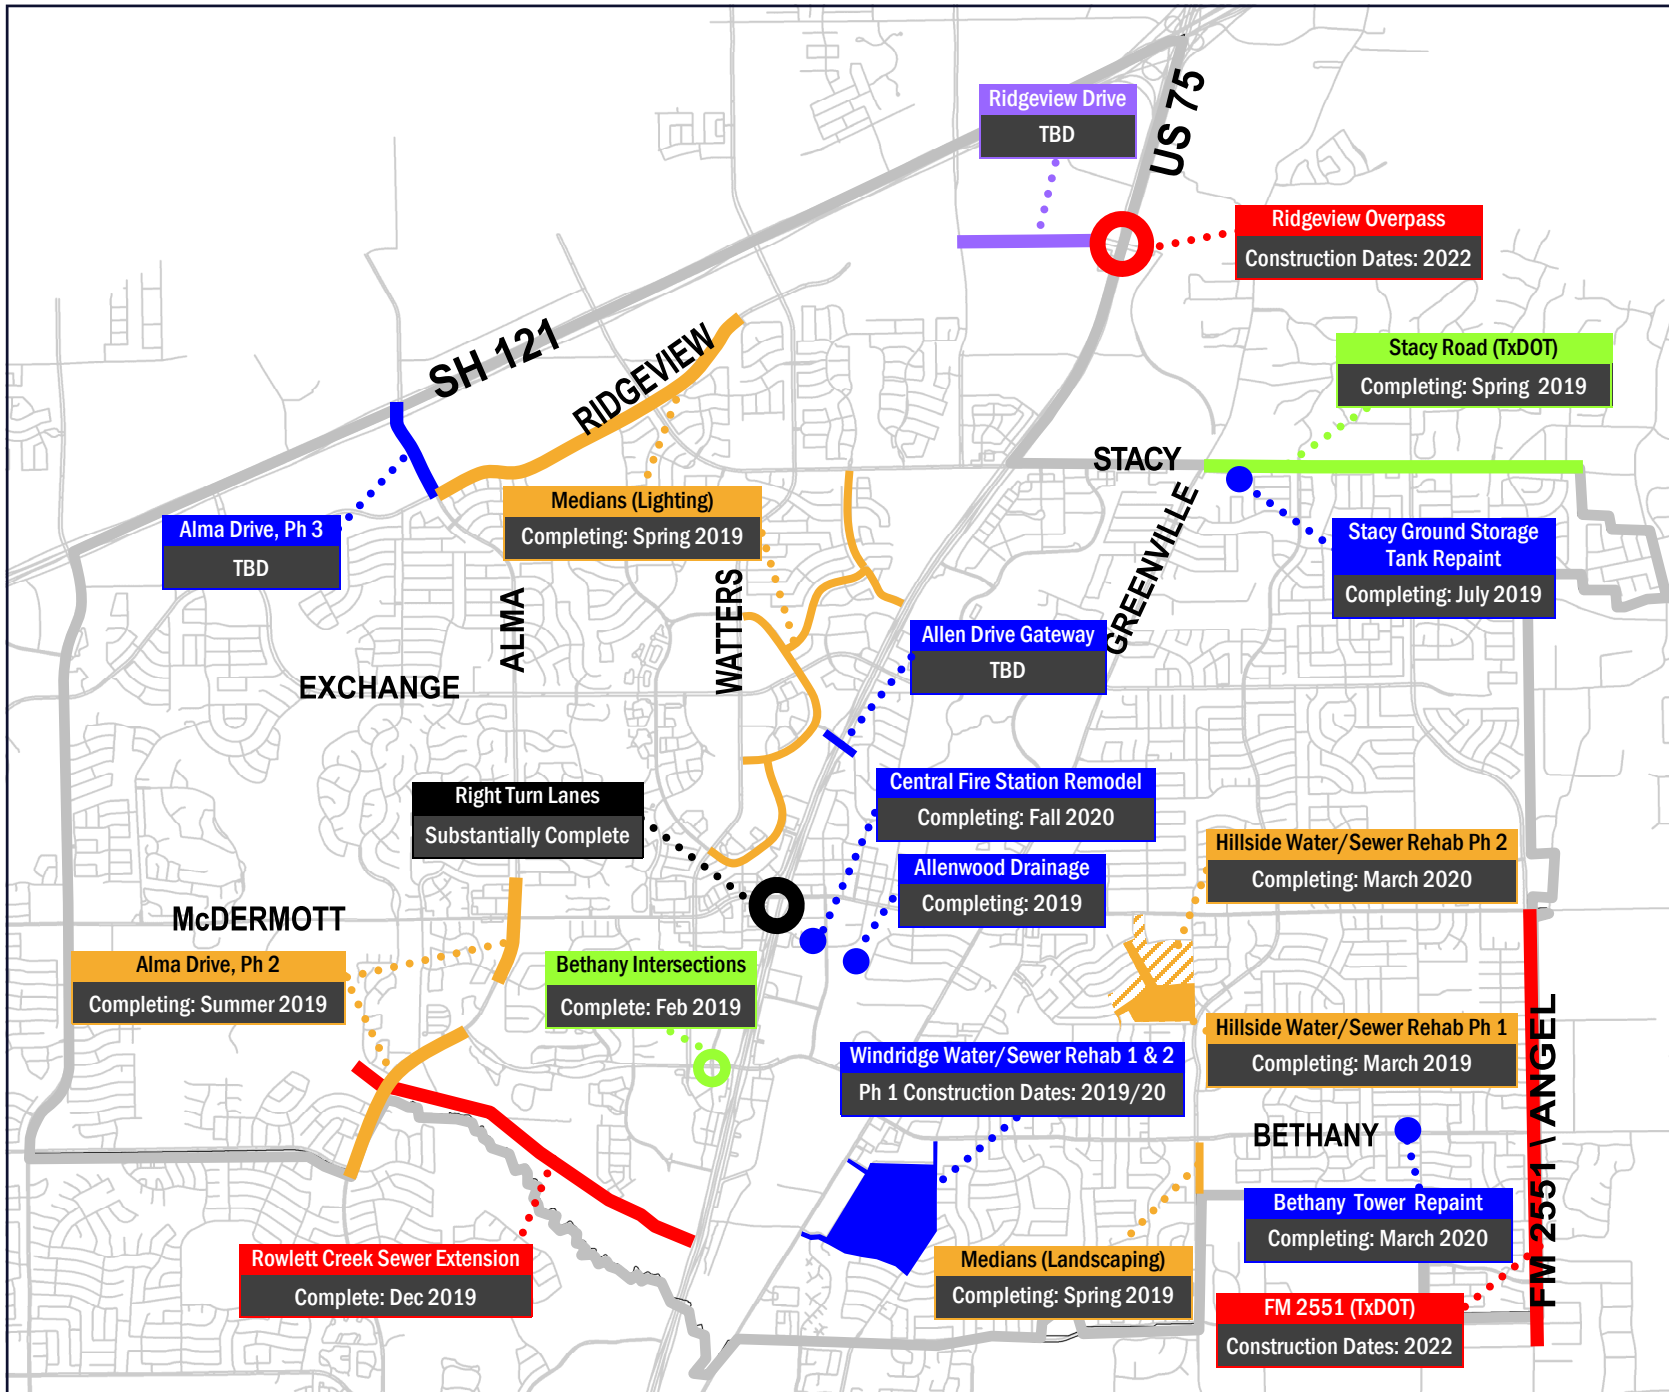 Ridgeview Drive
TBD
US 75
Ridgeview Overpass
Construction Dates: 2022
SH 121
RIDGEVIEW
Stacy Road (TxDOT)
Completing: Spring 2019
STACY
GREENVILLE
Medians (Lighting)
Completing: Spring 2019
Alma Drive, Ph 3
TBD
Stacy Ground Storage
Tank Repaint
Completing: July 2019
ALMA
WATTERS
Allen Drive Gateway
TBD
EXCHANGE
Right Turn Lanes
Substantially Complete
Central Fire Station Remodel
Completing: Fall 2020
Allenwood Drainage
Completing: 2019
Hillside Water/Sewer Rehab Ph 2
Completing: March 2020
McDERMOTT
Alma Drive, Ph 2
Completing: Summer 2019
Bethany Intersections
Complete: Feb 2019
Hillside Water/Sewer Rehab Ph 1
Completing: March 2019
Windridge Water/Sewer Rehab 1 & 2
Ph 1 Construction Dates: 2019/20
BETHANY
FM 2551 \ ANGEL
Bethany Tower Repaint
Completing: March 2020
Rowlett Creek Sewer Extension
Complete: Dec 2019
Medians (Landscaping)
Completing: Spring 2019
FM 2551 (TxDOT)
Construction Dates: 2022